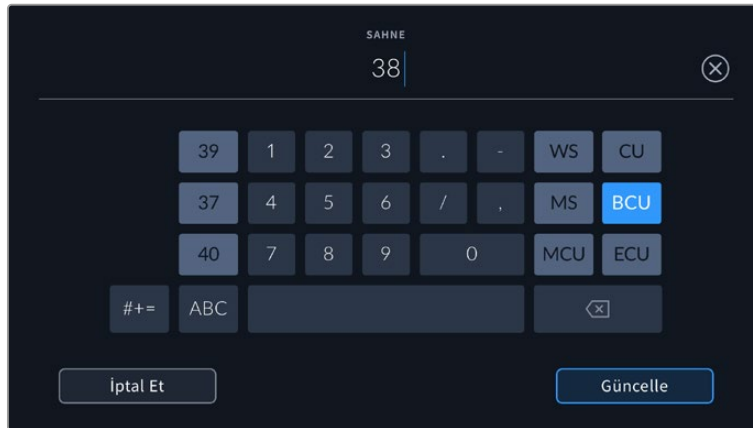 SAHNE
38
39 1 2 3 . - WS CU
37 4 5 6 / , MS BCU
40 7 8 9 0 MCU ECU
#+= ABC
İptal Et Güncelle